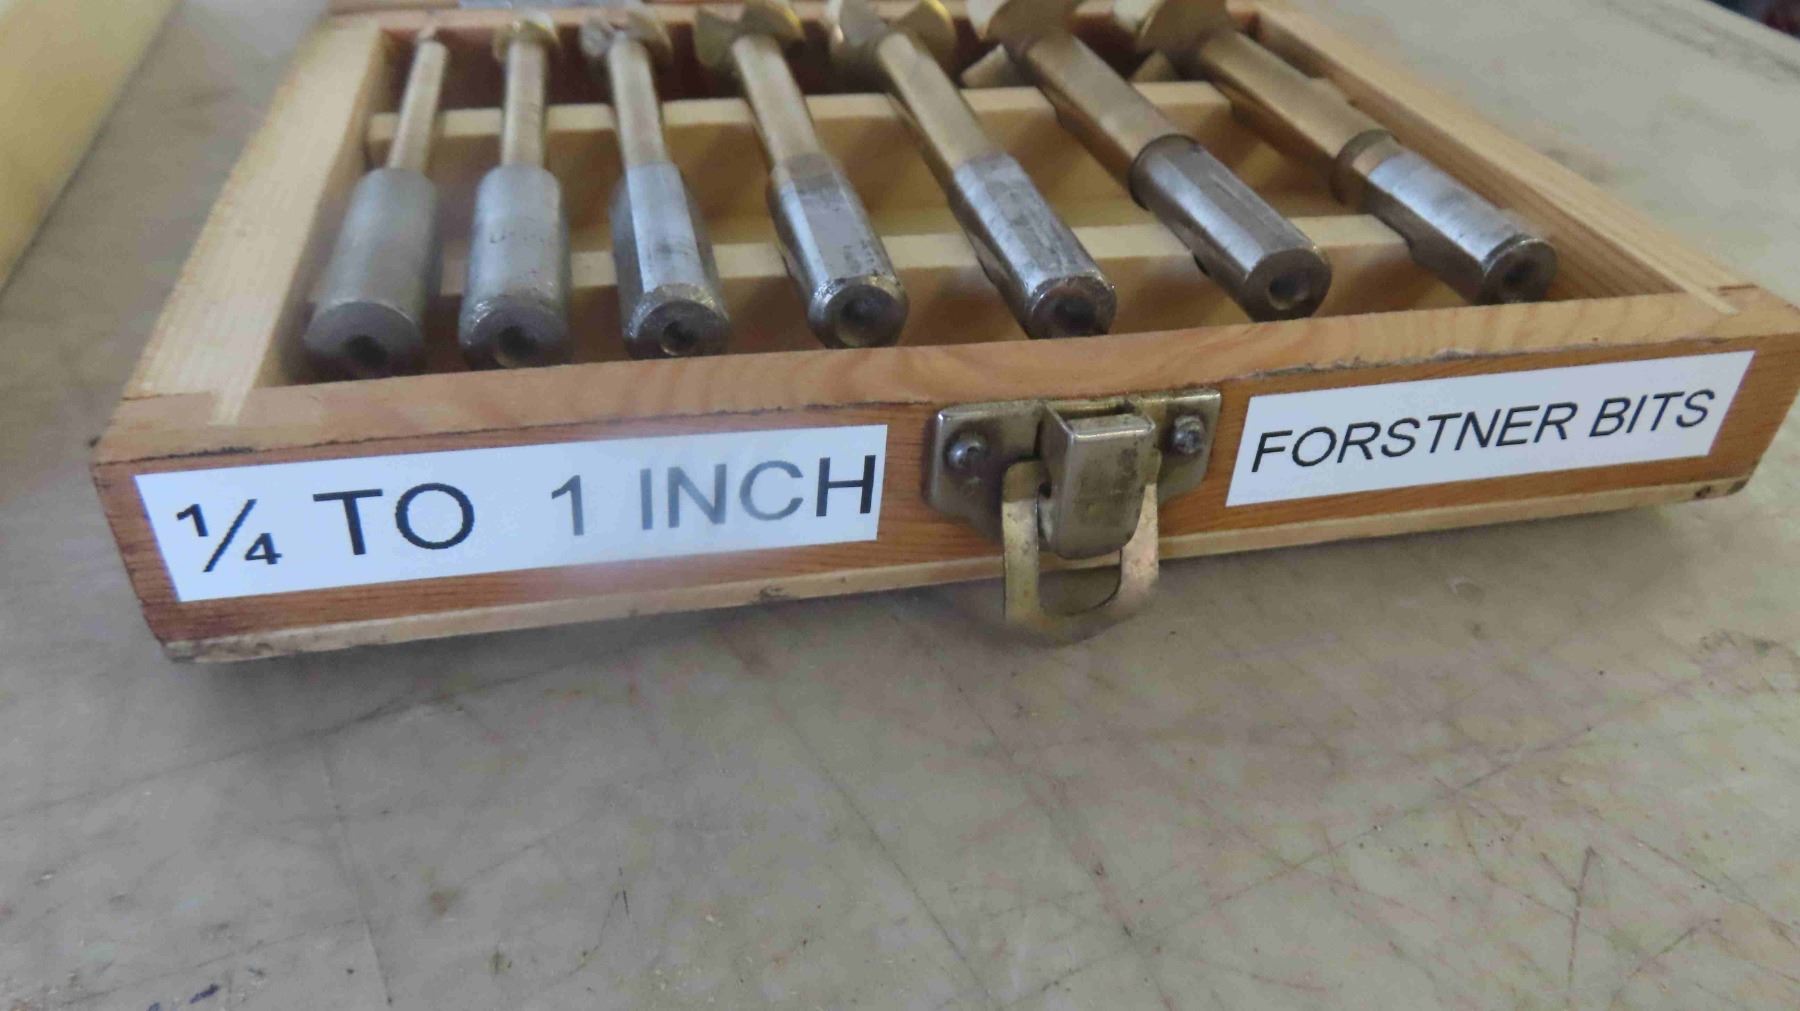 ¼ TO 1 INCH
FORSTNER BITS